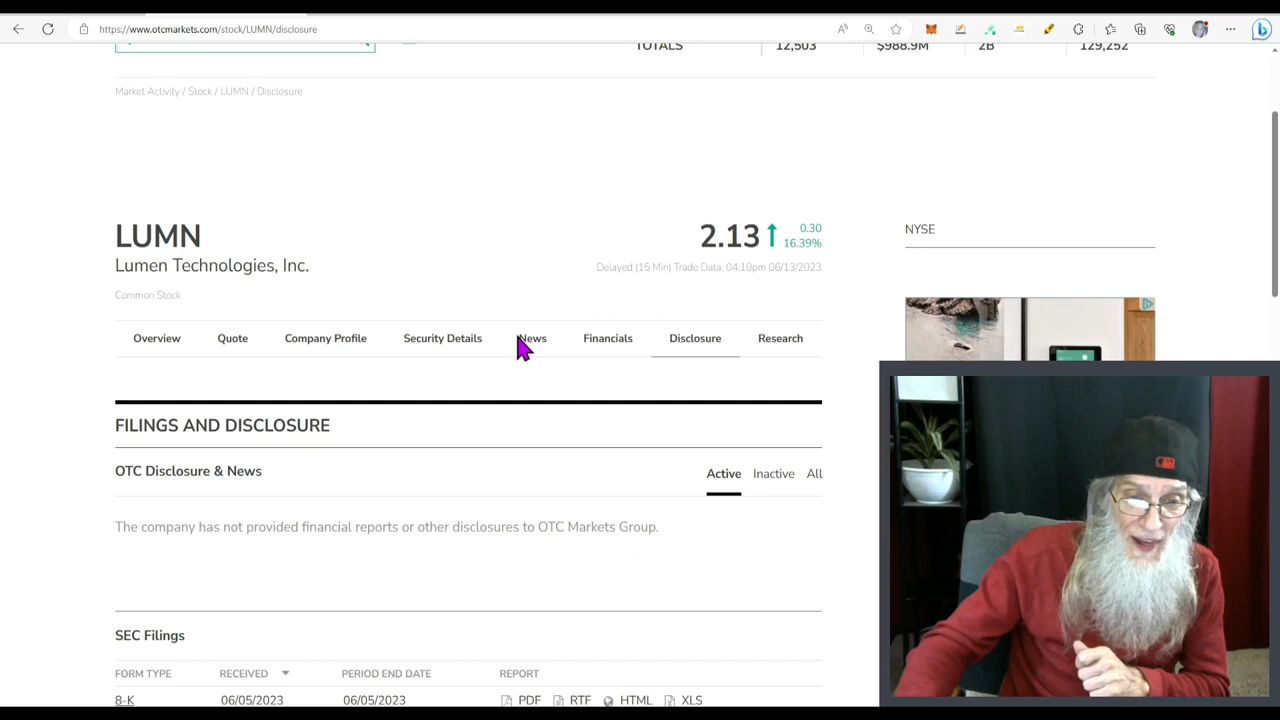 https://www.otcmarkets.com/stock/LUMN/disclosure
TOTALS 12,503 $988.9M 2B 129,252
Market Activity / Stock / LUMN / Disclosure
LUMN
2.13 0.30
16.39%
Lumen Technologies, Inc.
Delayed (15 Min) Trade Data: 04:10pm 06/13/2023
Common Stock
NYSE
Overview Quote Company Profile Security Details News Financials Disclosure Research
FILINGS AND DISCLOSURE
OTC Disclosure & News Active Inactive All
The company has not provided financial reports or other disclosures to OTC Markets Group.
SEC Filings
FORM TYPE RECEIVED PERIOD END DATE REPORT
8-K 06/05/2023 06/05/2023 PDF RTF HTML XLS